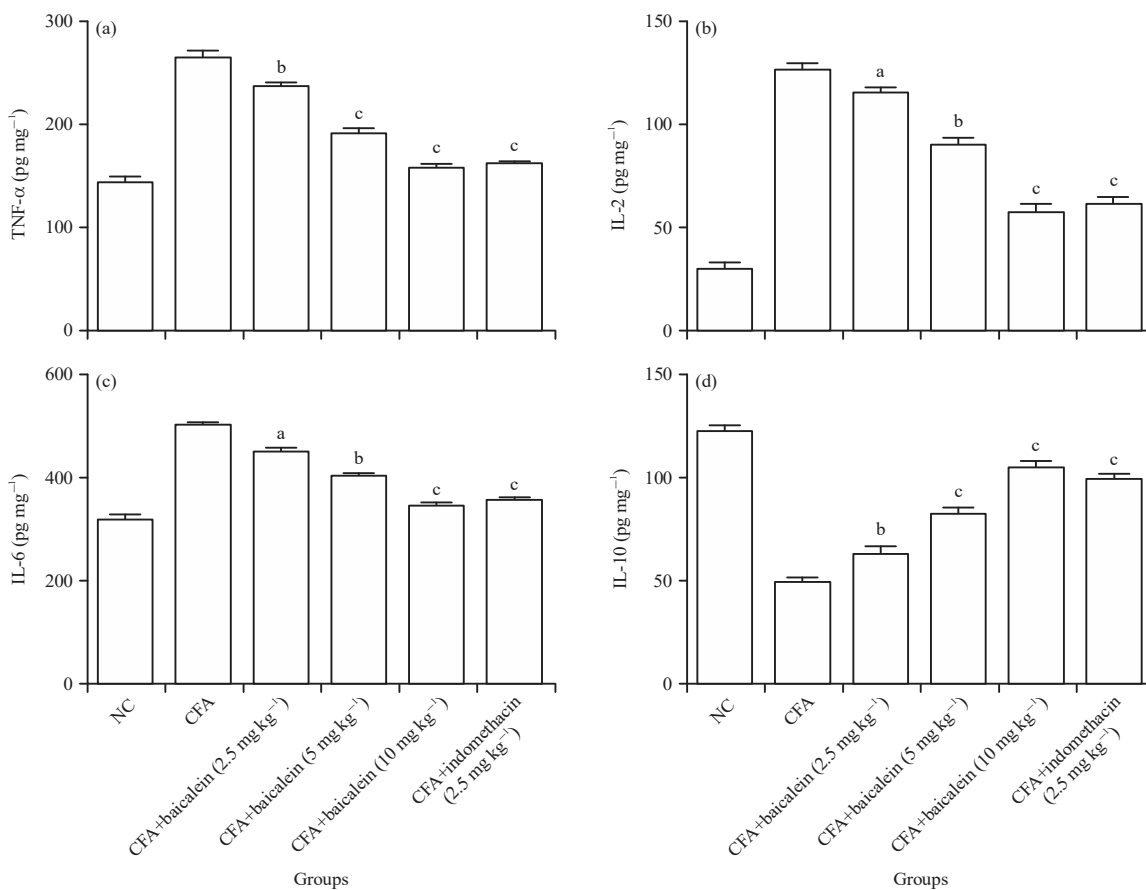 (a)
300
200
100
0
TNF-α (pg mg⁻¹)
b
c
c
c
(b)
150
100
50
0
IL-2 (pg mg⁻¹)
a
b
c
c
(c)
600
400
200
0
IL-6 (pg mg⁻¹)
a
b
c
c
NC
CFA
CFA+baicalein (2.5 mg kg⁻¹)
CFA+baicalein (5 mg kg⁻¹)
CFA+baicalein (10 mg kg⁻¹)
CFA+indomethacin
(2.5 mg kg⁻¹)
Groups
(d)
150
100
50
0
IL-10 (pg mg⁻¹)
b
c
c
c
NC
CFA
CFA+baicalein (2.5 mg kg⁻¹)
CFA+baicalein (5 mg kg⁻¹)
CFA+baicalein (10 mg kg⁻¹)
CFA+indomethacin
(2.5 mg kg⁻¹)
Groups